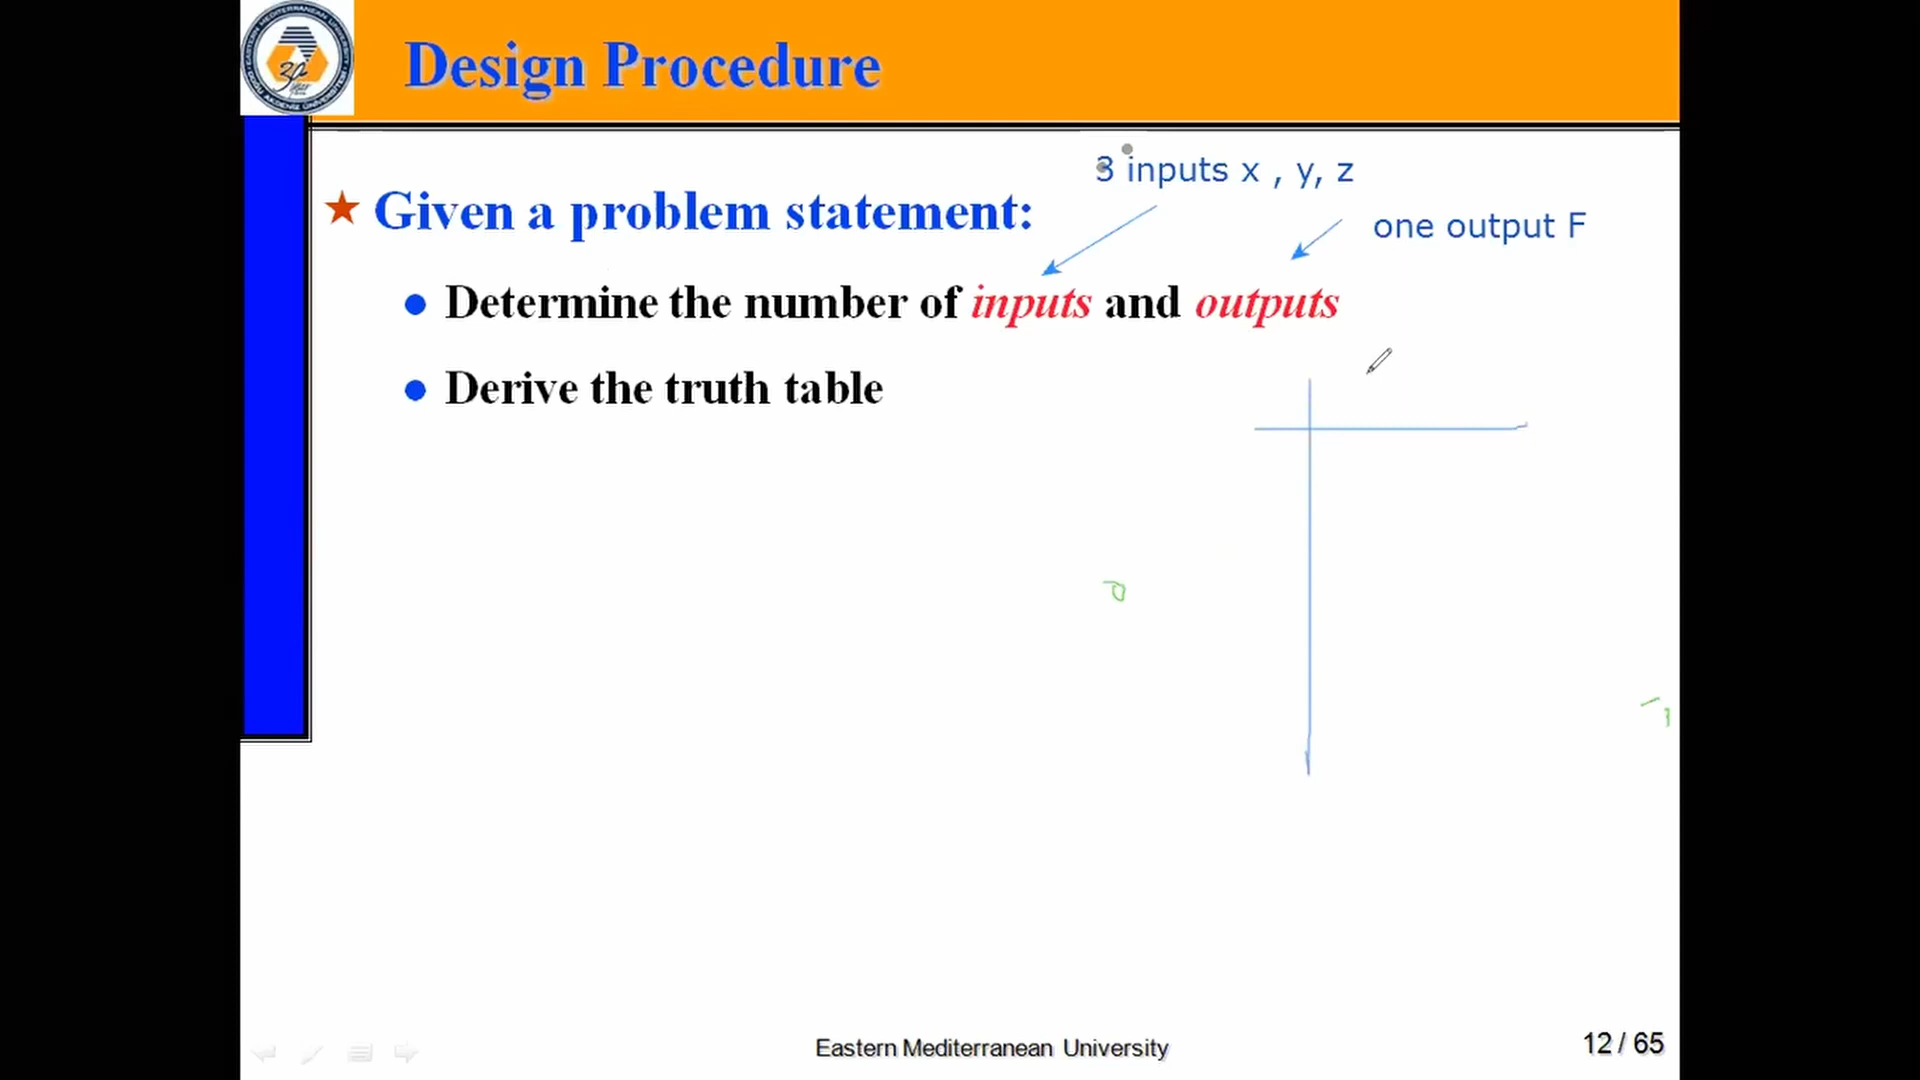 Design Procedure
3 inputs x , y, z
Given a problem statement:
one output F
Determine the number of inputs and outputs
Derive the truth table
Eastern Mediterranean University
12 / 65